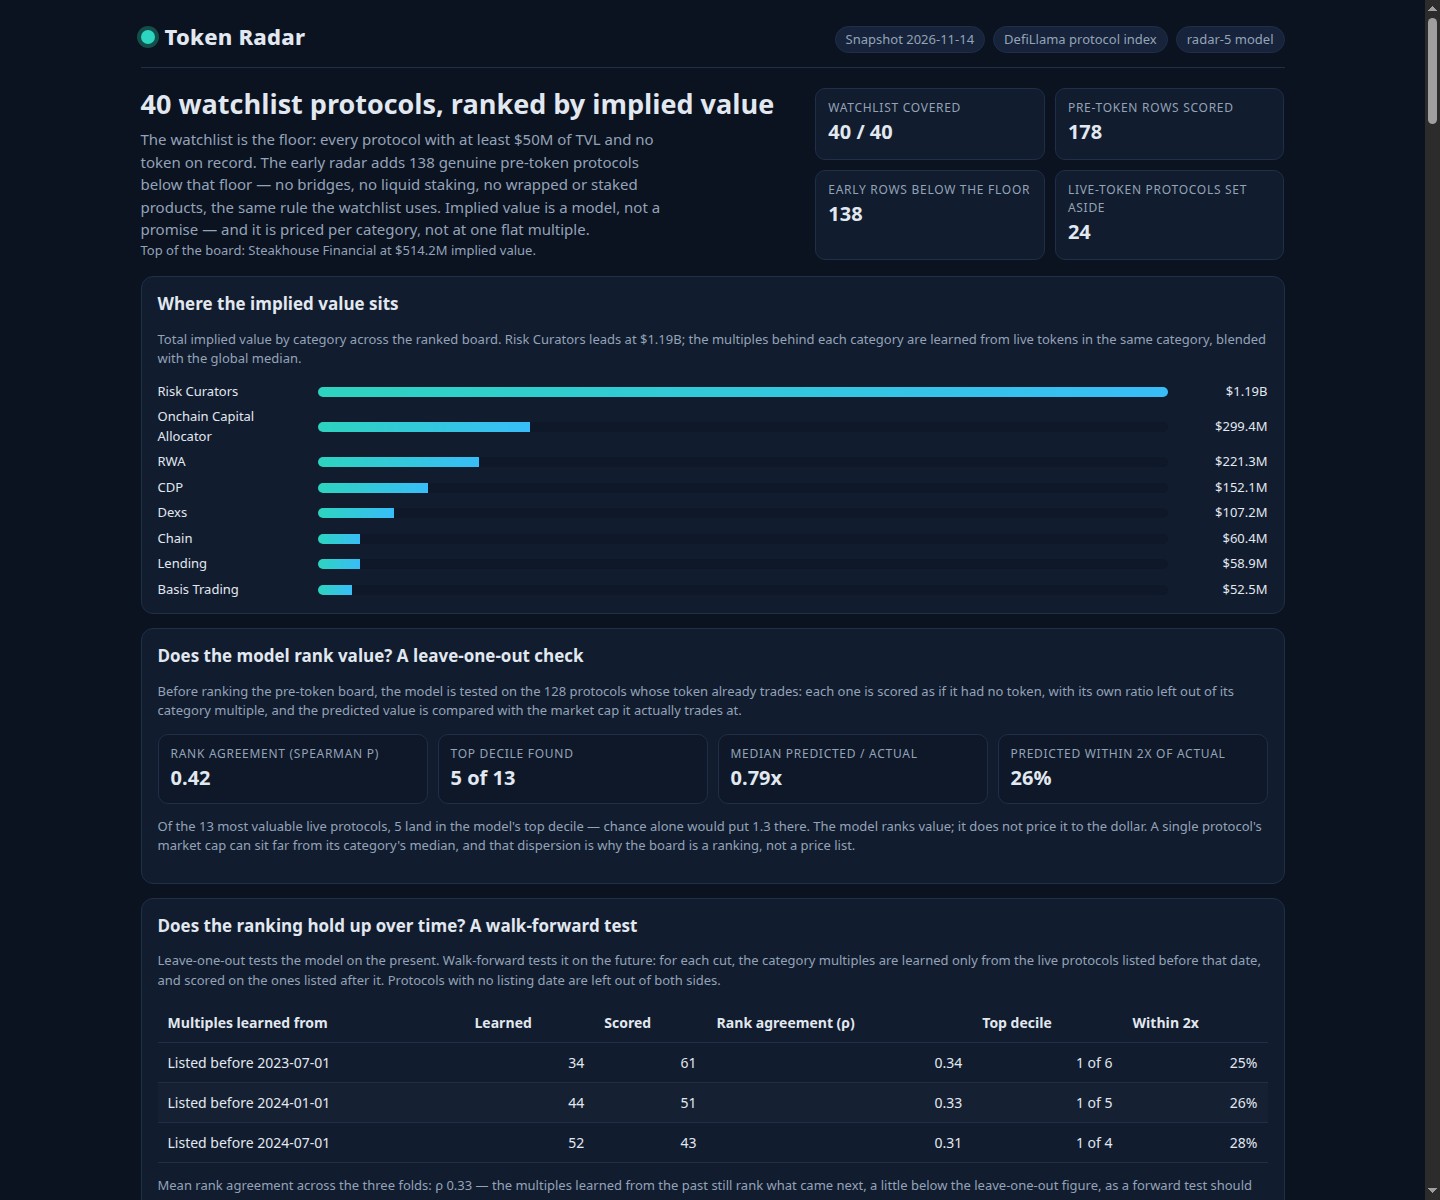 Token Radar
Snapshot 2026-11-14
DefiLlama protocol index
radar-5 model
40 watchlist protocols, ranked by implied value
The watchlist is the floor: every protocol with at least $50M of TVL and no
token on record. The early radar adds 138 genuine pre-token protocols
below that floor — no bridges, no liquid staking, no wrapped or staked
products, the same rule the watchlist uses. Implied value is a model, not a
promise — and it is priced per category, not at one flat multiple.
Top of the board: Steakhouse Financial at $514.2M implied value.
WATCHLIST COVERED
40 / 40
PRE-TOKEN ROWS SCORED
178
EARLY ROWS BELOW THE FLOOR
138
LIVE-TOKEN PROTOCOLS SET
ASIDE
24
Where the implied value sits
Total implied value by category across the ranked board. Risk Curators leads at $1.19B; the multiples behind each category are learned from live tokens in the same category, blended
with the global median.
Risk Curators $1.19B
Onchain Capital
Allocator $299.4M
RWA $221.3M
CDP $152.1M
Dexs $107.2M
Chain $60.4M
Lending $58.9M
Basis Trading $52.5M
Does the model rank value? A leave-one-out check
Before ranking the pre-token board, the model is tested on the 128 protocols whose token already trades: each one is scored as if it had no token, with its own ratio left out of its
category multiple, and the predicted value is compared with the market cap it actually trades at.
RANK AGREEMENT (SPEARMAN Ρ)
0.42
TOP DECILE FOUND
5 of 13
MEDIAN PREDICTED / ACTUAL
0.79x
PREDICTED WITHIN 2X OF ACTUAL
26%
Of the 13 most valuable live protocols, 5 land in the model's top decile — chance alone would put 1.3 there. The model ranks value; it does not price it to the dollar. A single protocol's
market cap can sit far from its category's median, and that dispersion is why the board is a ranking, not a price list.
Does the ranking hold up over time? A walk-forward test
Leave-one-out tests the model on the present. Walk-forward tests it on the future: for each cut, the category multiples are learned only from the live protocols listed before that date,
and scored on the ones listed after it. Protocols with no listing date are left out of both sides.
Multiples learned from Learned Scored Rank agreement (ρ) Top decile Within 2x
Listed before 2023-07-01 34 61 0.34 1 of 6 25%
Listed before 2024-01-01 44 51 0.33 1 of 5 26%
Listed before 2024-07-01 52 43 0.31 1 of 4 28%
Mean rank agreement across the three folds: ρ 0.33 — the multiples learned from the past still rank what came next, a little below the leave-one-out figure, as a forward test should